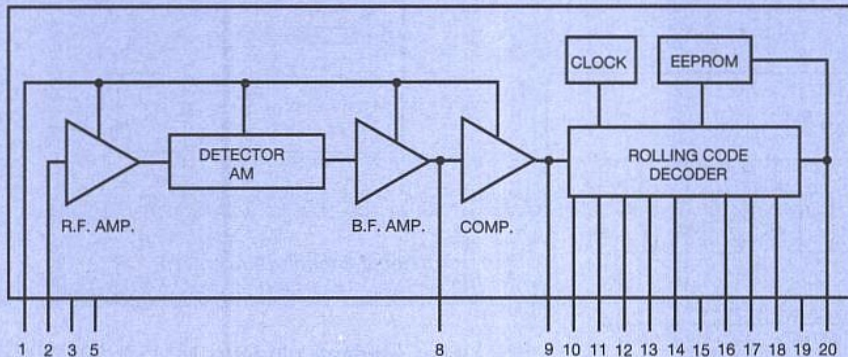 CLOCK
EEPROM
DETECTOR
AM
ROLLING CODE
DECODER
R.F. AMP.
B.F. AMP.
COMP.
1 2 3 5 8 9 10 11 12 13 14 15 16 17 18 19 20